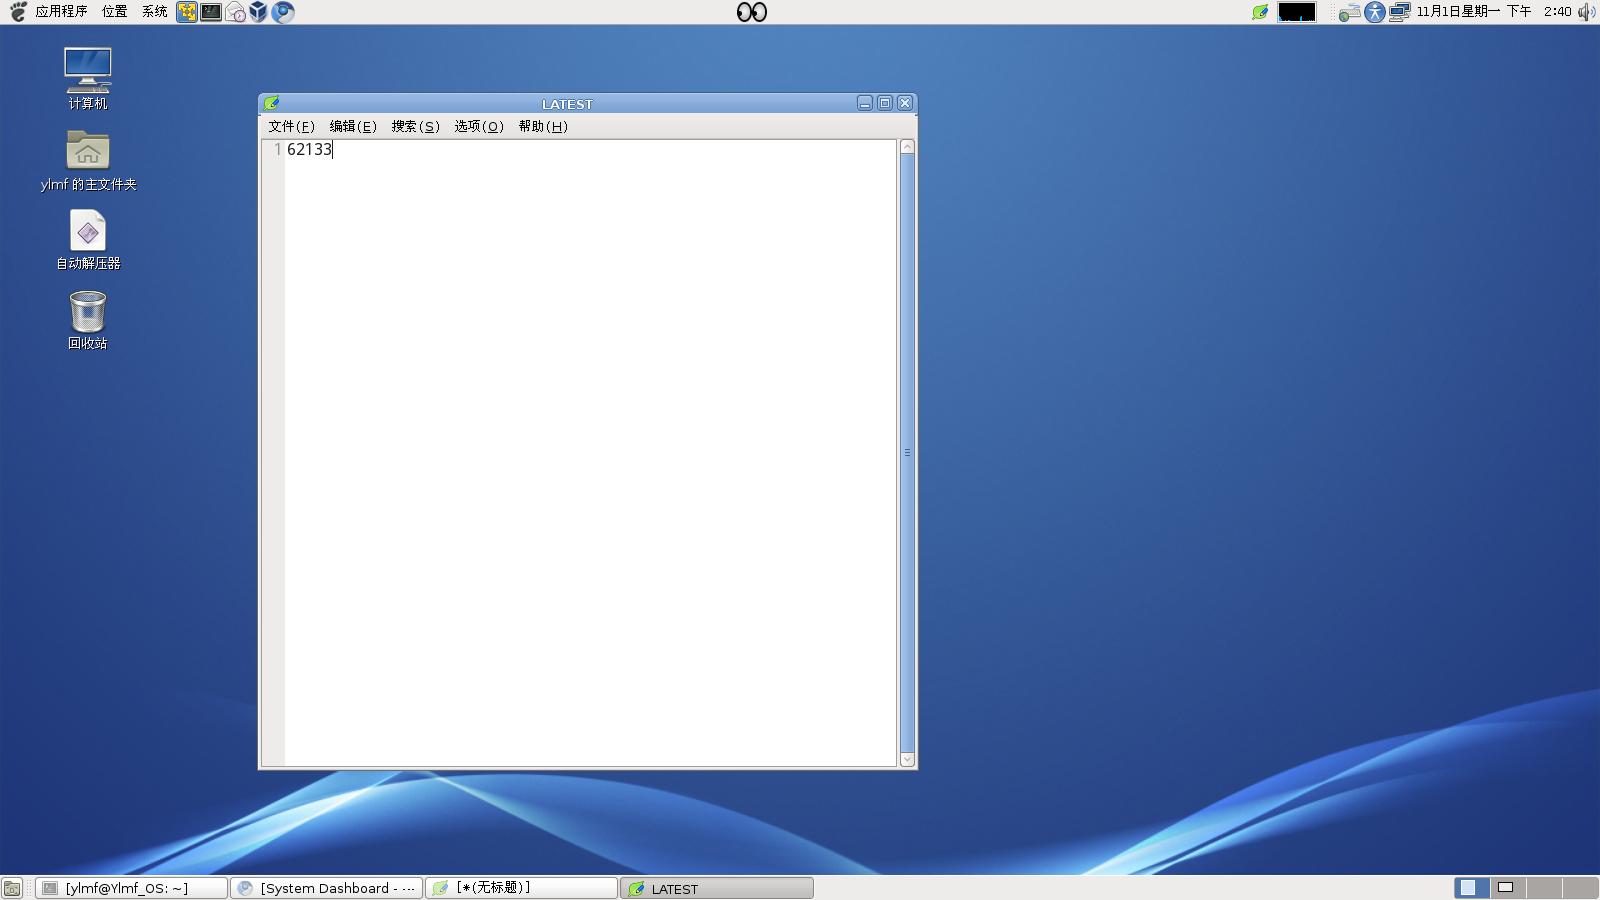 应用程序 位置 系统 11月1日星期一 下午 2:40
计算机
ylmf 的主文件夹
自动解压器
回收站
LATEST
文件(F) 编辑(E) 搜索(S) 选项(O) 帮助(H)
1 62133
[ylmf@Ylmf_OS: ~] [System Dashboard - ... [*(无标题)] LATEST